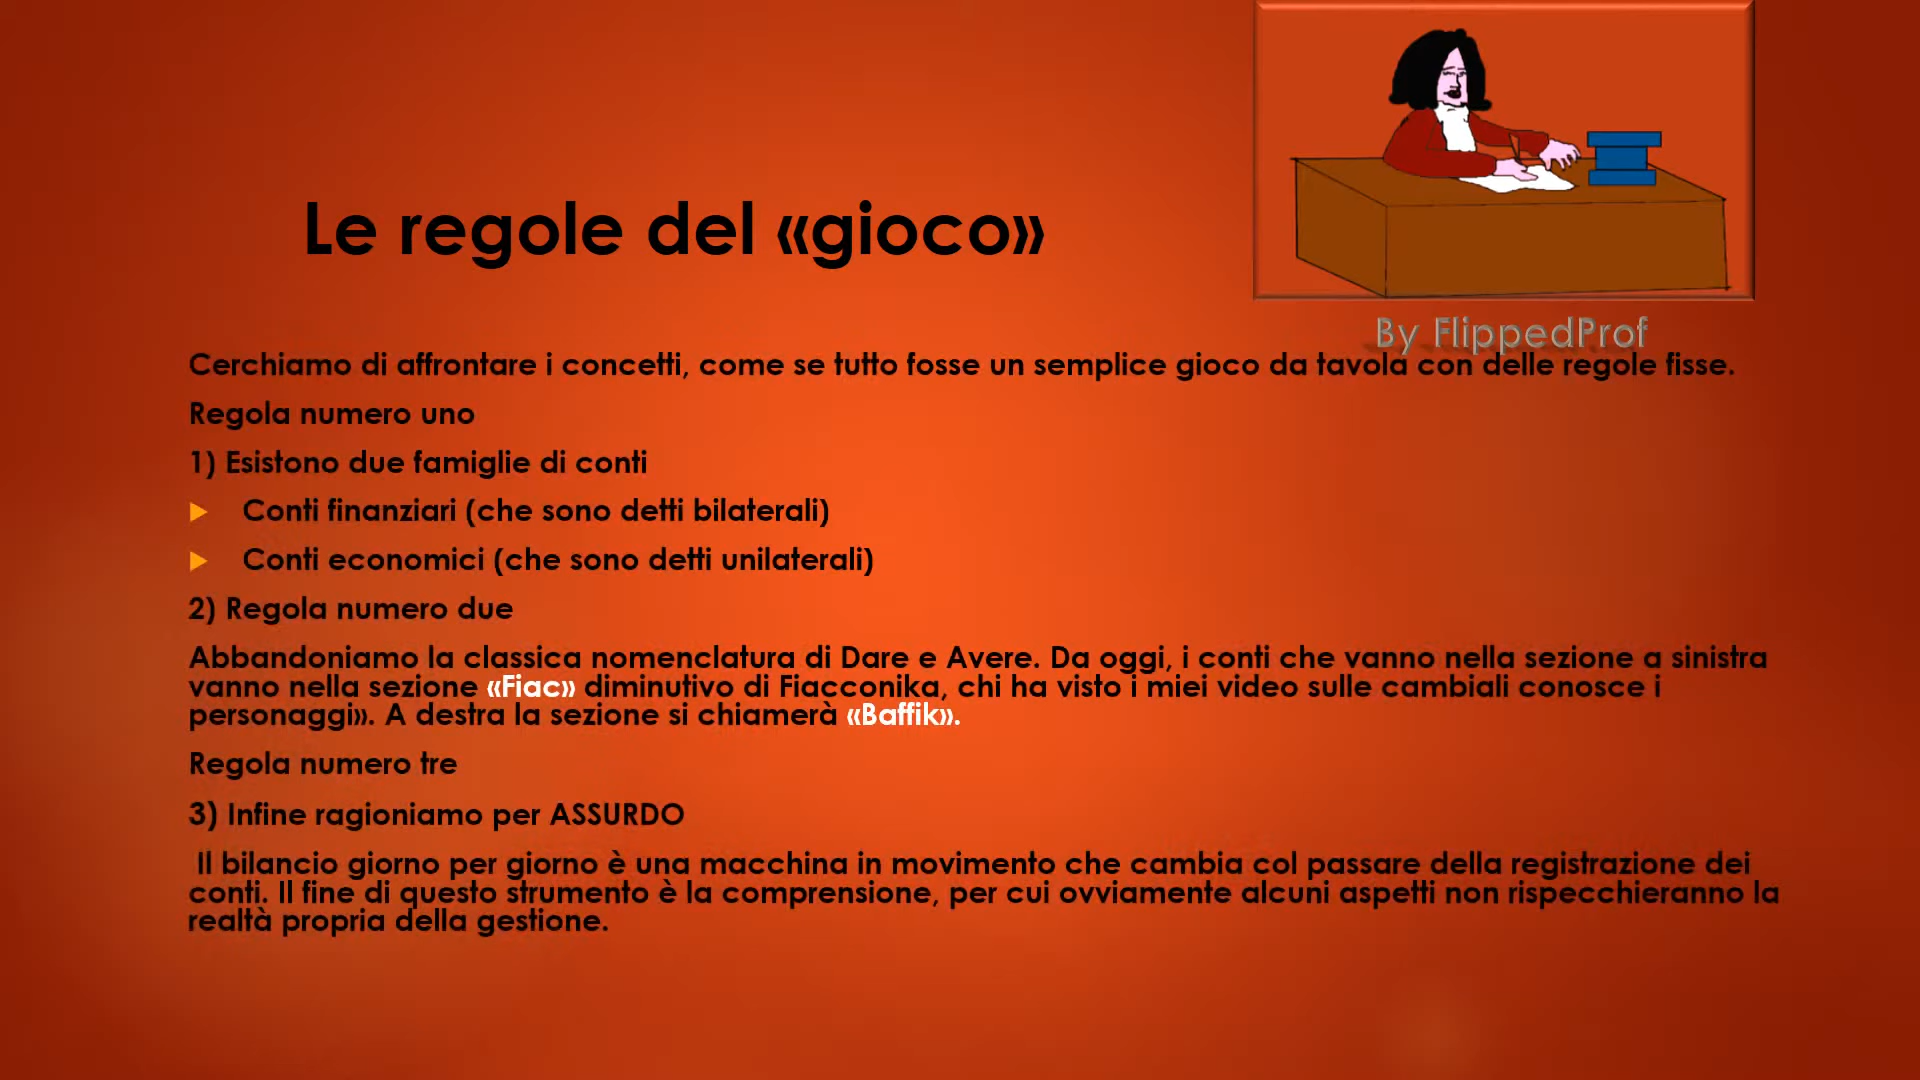 Le regole del «gioco»
By FlippedProf
Cerchiamo di affrontare i concetti, come se tutto fosse un semplice gioco da tavola con delle regole fisse.
Regola numero uno
1) Esistono due famiglie di conti
Conti finanziari (che sono detti bilaterali)
Conti economici (che sono detti unilaterali)
2) Regola numero due
Abbandoniamo la classica nomenclatura di Dare e Avere. Da oggi, i conti che vanno nella sezione a sinistra
vanno nella sezione «Fiac» diminutivo di Fiacconika, chi ha visto i miei video sulle cambiali conosce i
personaggi». A destra la sezione si chiamerà «Baffik».
Regola numero tre
3) Infine ragioniamo per ASSURDO
Il bilancio giorno per giorno è una macchina in movimento che cambia col passare della registrazione dei
conti. Il fine di questo strumento è la comprensione, per cui ovviamente alcuni aspetti non rispecchieranno la
realtà propria della gestione.